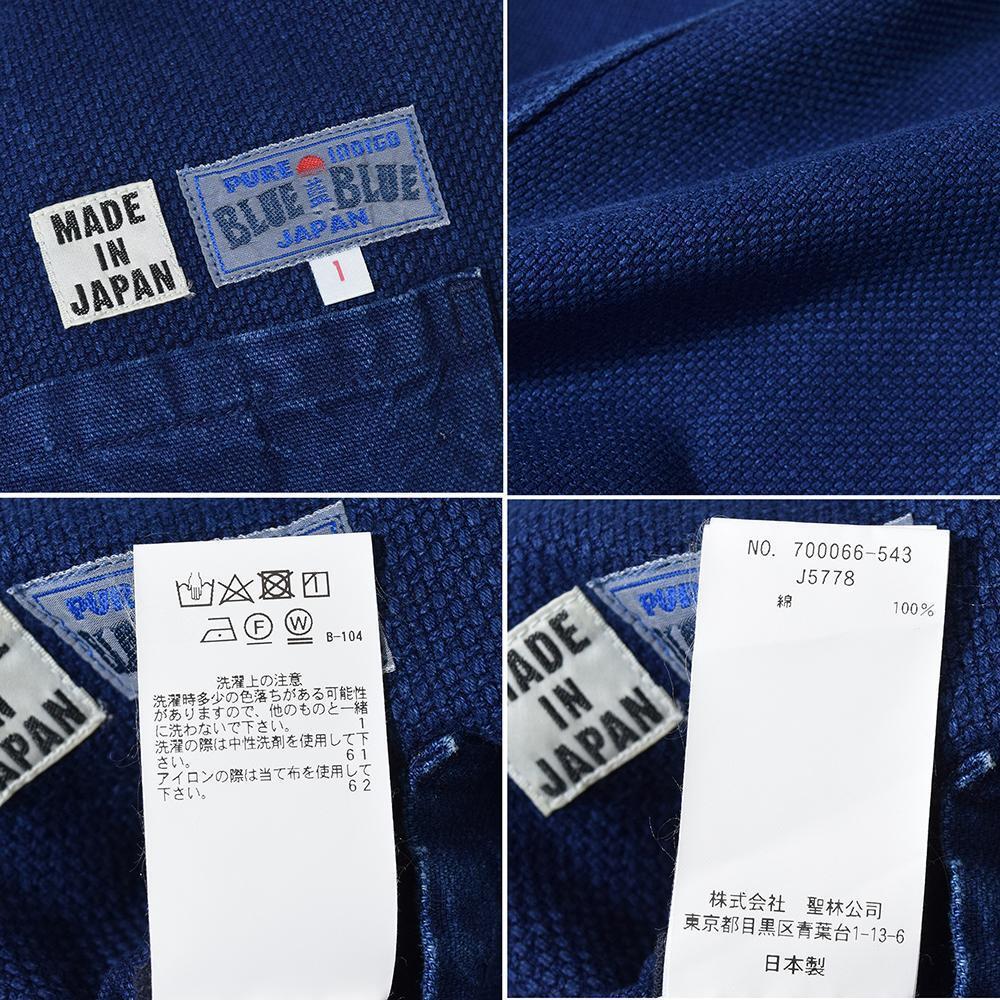 MADE
IN
JAPAN
PURE INDIGO
BLUE BLUE
JAPAN
1
MADE
IN
JAPAN
NO. 700066-543
J5778
綿 100%
株式会社 聖林公司
東京都目黒区青葉台1-13-6
日本製
PUR
N
APAN
1
F
W
B-104
洗濯上の注意
洗濯時多少の色落ちがある可能性
がありますので、他のものと一緒
に洗わないで下さい。 1
洗濯の際は中性洗剤を使用して下
さい。 61
アイロンの際は当て布を使用して
下さい。 62